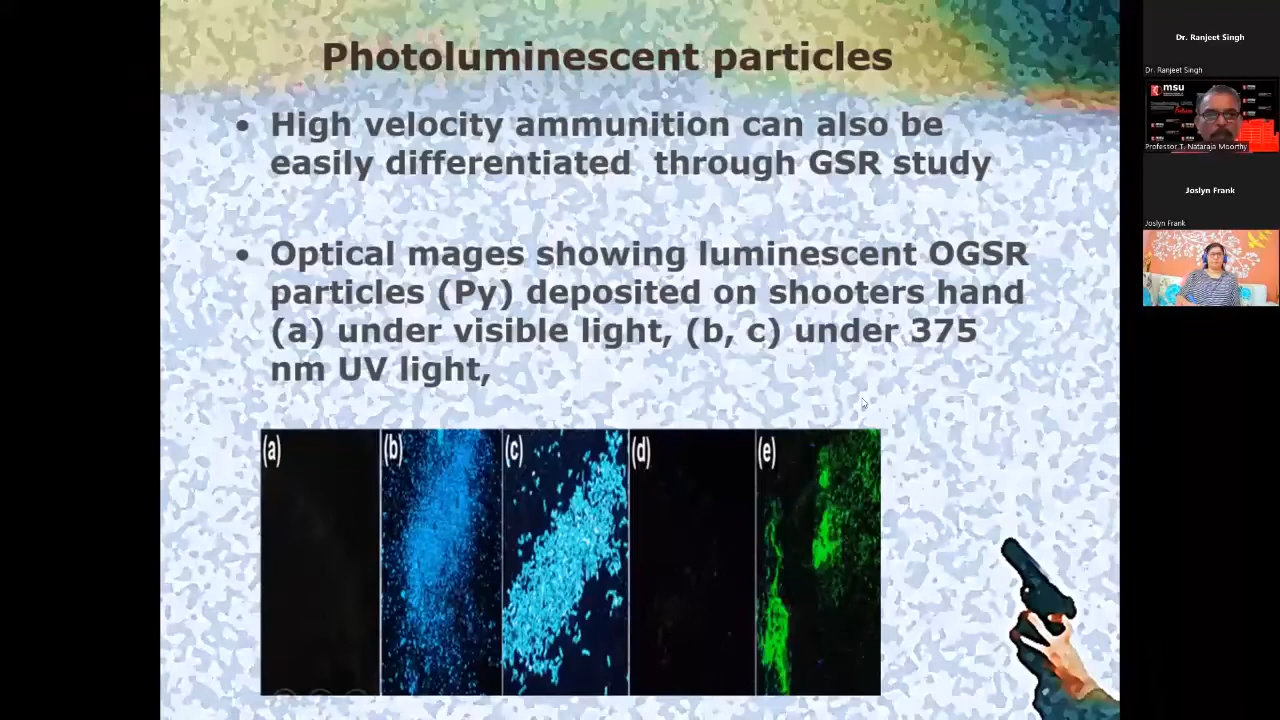 Photoluminescent particles
• High velocity ammunition can also be
easily differentiated through GSR study
• Optical mages showing luminescent OGSR
particles (Py) deposited on shooters hand
(a) under visible light, (b, c) under 375
nm UV light,
(a)
(b)
(c)
(d)
(e)
Dr. Ranjeet Singh
Dr. Ranjeet Singh
msu
Professor T. Nataraja Moorthy
Joslyn Frank
Joslyn Frank